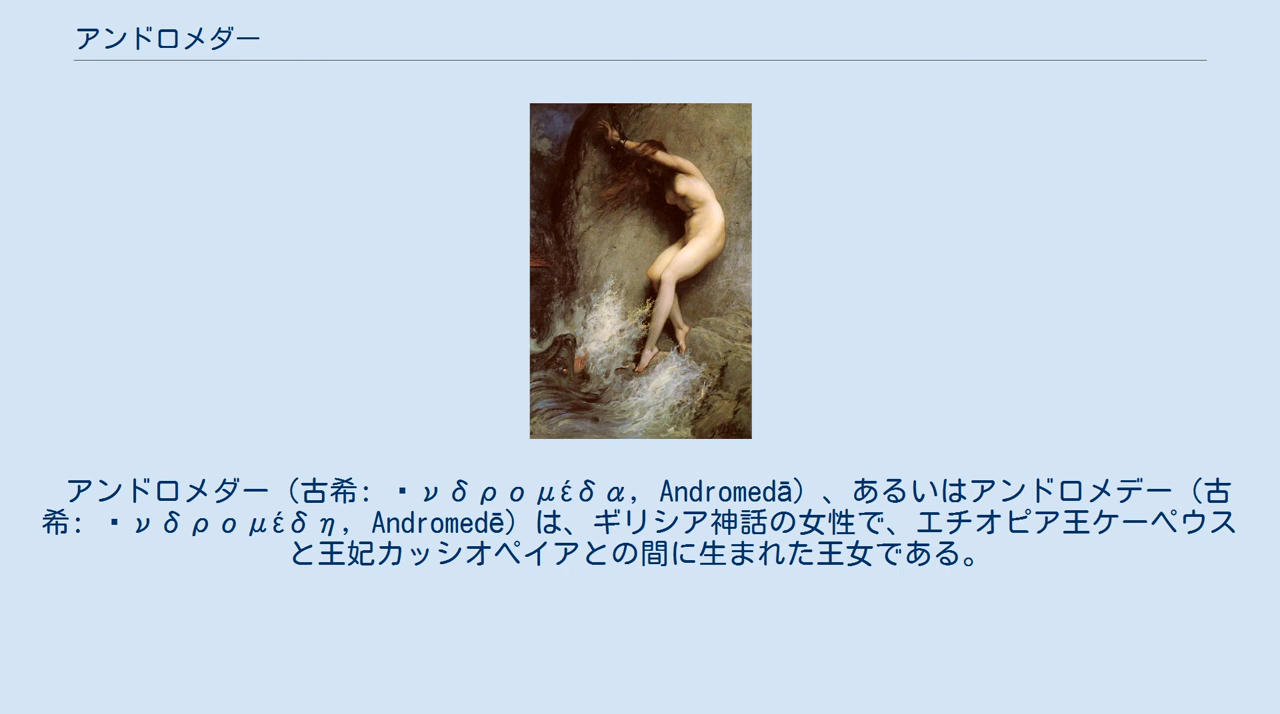 アンドロメダー
アンドロメダー（古希: ▪νδρομέδα, Andromedā）、あるいはアンドロメデー（古
希: ▪νδρομέδη, Andromedē）は、ギリシア神話の女性で、エチオピア王ケーペウス
と王妃カッシオペイアとの間に生まれた王女である。